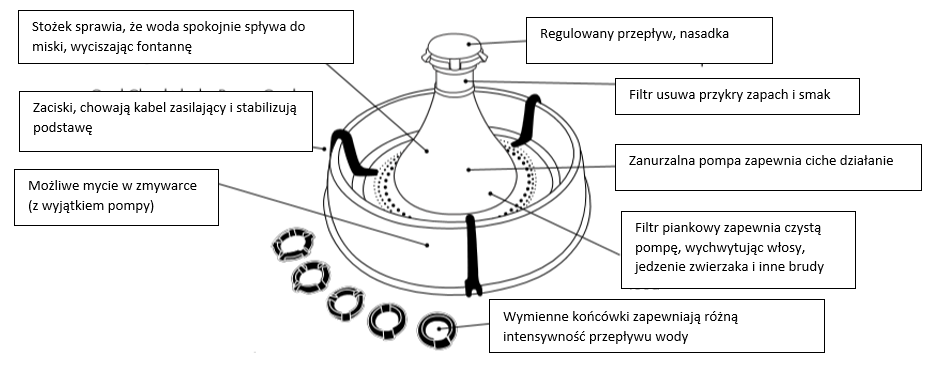 Stożek sprawia, że woda spokojnie spływa do
miski, wyciszając fontannę
Regulowany przepływ, nasadka
Filtr usuwa przykry zapach i smak
Zaciski, chowają kabel zasilający i stabilizują
podstawę
Zanurzalna pompa zapewnia ciche działanie
Możliwe mycie w zmywarce
(z wyjątkiem pompy)
Filtr piankowy zapewnia czystą
pompę, wychwytując włosy,
jedzenie zwierzaka i inne brudy
Wymienne końcówki zapewniają różną
intensywność przepływu wody